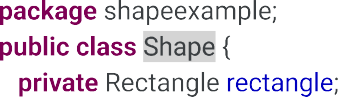 package shapeexample;
public class Shape {
private Rectangle rectangle;